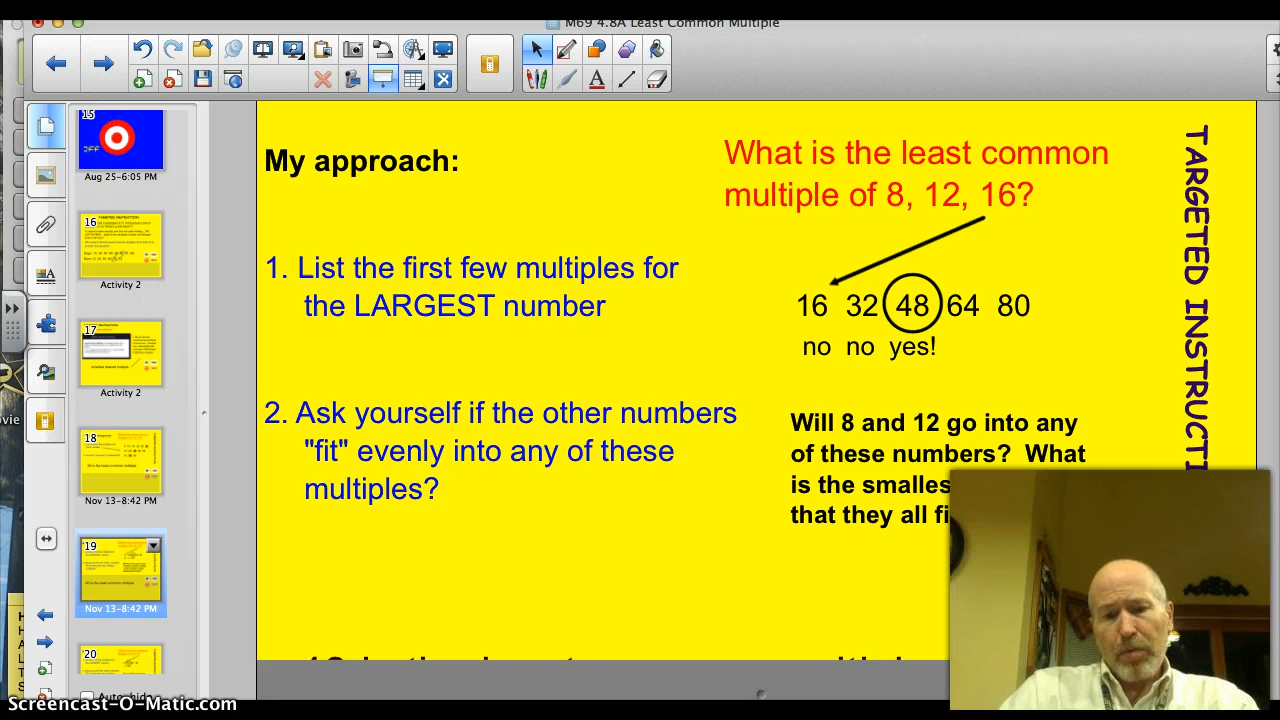 M69 4.8A Least Common Multiple
15
JFF
Aug 25-6:05 PM
16
Activity 2
17
Activity 2
18
Nov 13-8:42 PM
19
Nov 13-8:42 PM
20
Auto-hide
My approach:
What is the least common
multiple of 8, 12, 16?
1. List the first few multiples for
the LARGEST number
16 32 48 64 80
no no yes!
2. Ask yourself if the other numbers
"fit" evenly into any of these
multiples?
Will 8 and 12 go into any
of these numbers? What
is the smalles
that they all fi
TARGETED INSTRUCTI
Screencast-O-Matic.com